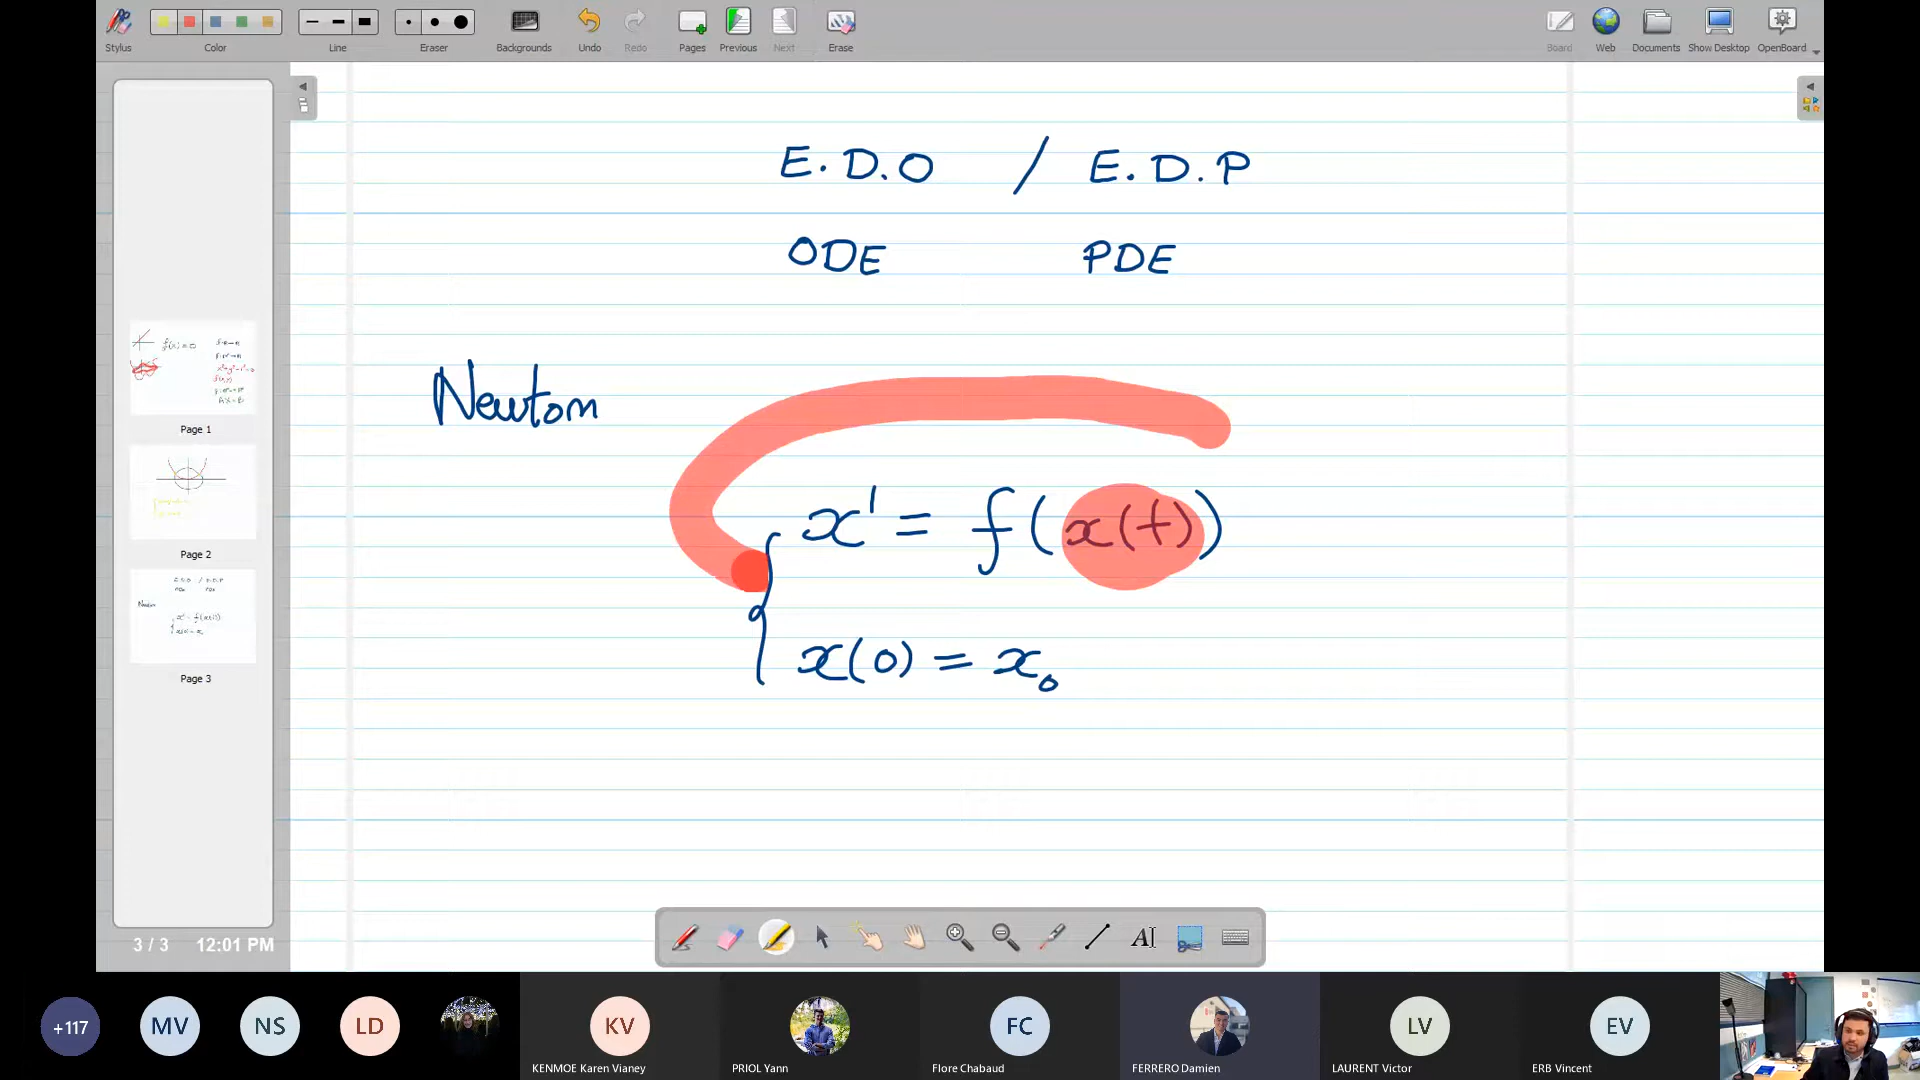 Stylus
Color
Line
Eraser
Backgrounds
Undo
Redo
Pages
Previous
Next
Erase
Board
Web
Documents
Show Desktop
OpenBoard
E.D.O / E.D.P
ODE PDE
Newton
x' = f(x(t))
x(0) = x₀
Page 1
Page 2
Page 3
3 / 3 12:01 PM
+117
MV
NS
LD
KV
KENMOE Karen Vianey
PRIOL Yann
FC
Flore Chabaud
FERRERO Damien
LV
LAURENT Victor
EV
ERB Vincent